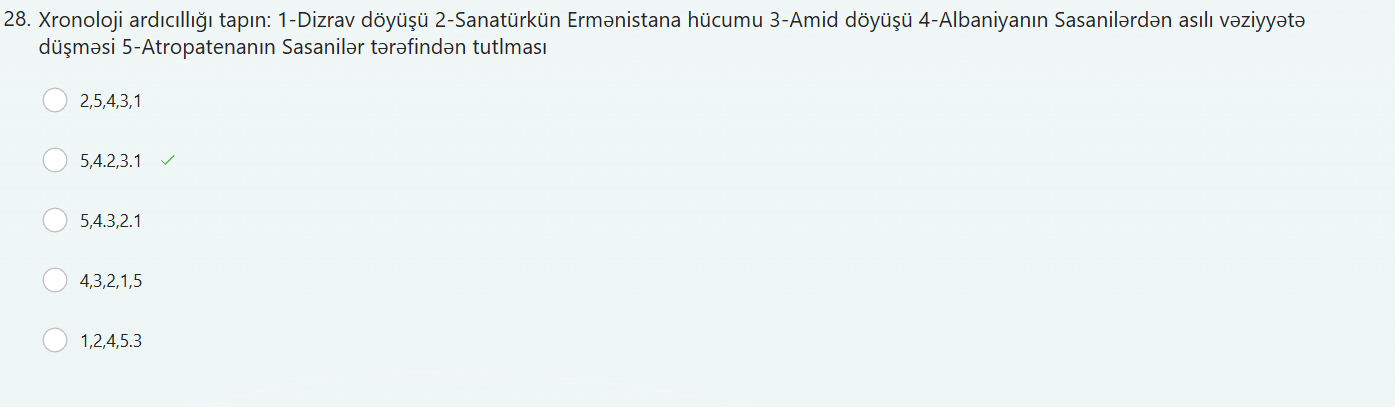 28. Xronoloji ardıcıllığı tapın: 1-Dizrav döyüşü 2-Sanatürkün Ermənistana hücumu 3-Amid döyüşü 4-Albaniyanın Sasanilərdən asılı vəziyyətə
düşməsi 5-Atropatenanın Sasanilər tərəfindən tutlması
2,5,4,3,1
5,4.2,3.1
5,4.3,2.1
4,3,2,1,5
1,2,4,5.3